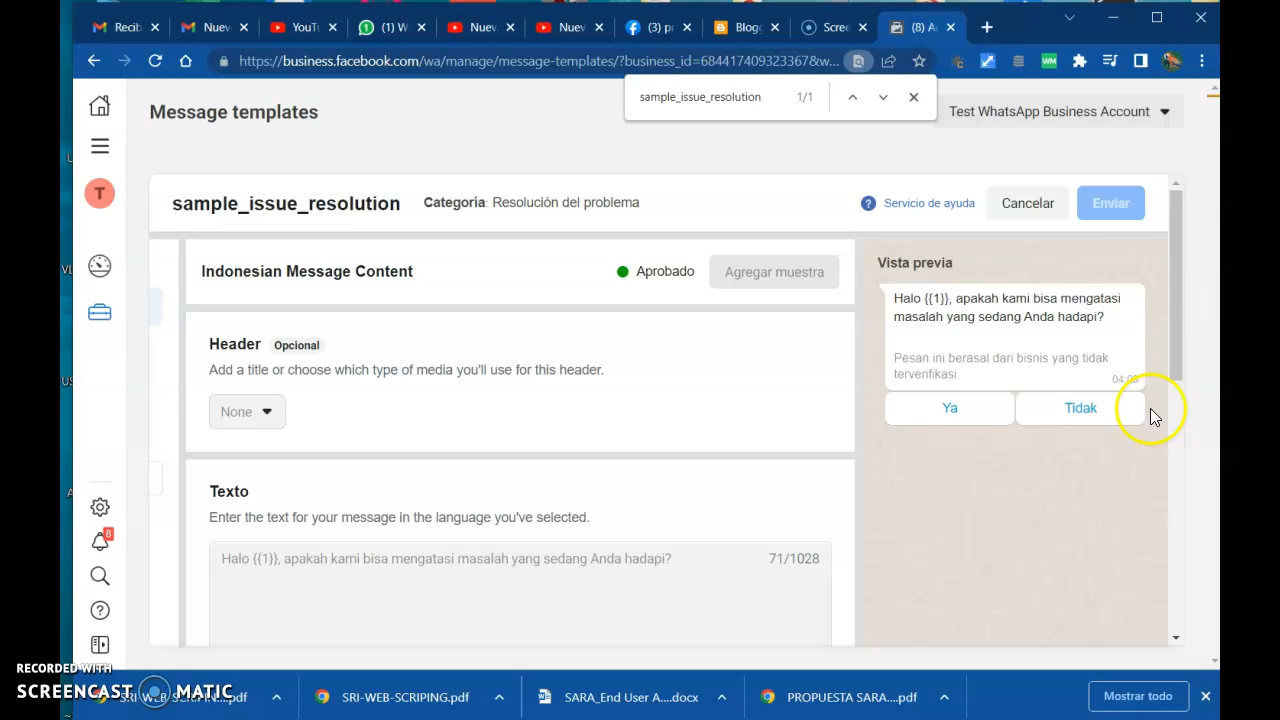 Recib
Nuev
YouTu
(1) W
Nuev
Nuev
(3) p
Blogg
Scree
(8) A
https://business.facebook.com/wa/manage/message-templates/?business_id=6844174093233678&w...
sample_issue_resolution 1/1
Message templates
Test WhatsApp Business Account
T
sample_issue_resolution Categoría: Resolución del problema
Servicio de ayuda
Cancelar
Enviar
Indonesian Message Content
Aprobado
Agregar muestra
Vista previa
Halo {{1}}, apakah kami bisa mengatasi
masalah yang sedang Anda hadapi?
Pesan ini berasal dari bisnis yang tidak
terverifikasi.
Ya
Tidak
Header Opcional
Add a title or choose which type of media you'll use for this header.
None
Texto
Enter the text for your message in the language you've selected.
Halo {{1}}, apakah kami bisa mengatasi masalah yang sedang Anda hadapi? 71/1028
8
RECORDED WITH
SCREENCAST MATIC
SRI-WEB-SCRIPIN....pdf
SRI-WEB-SCRIPING.pdf
SARA_End User A....docx
PROPUESTA SARA....pdf
Mostrar todo